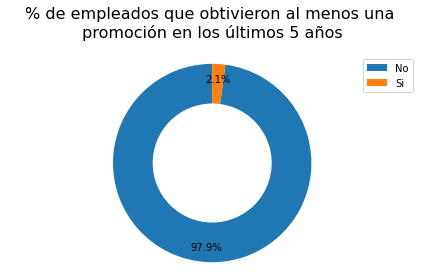 % de empleados que obtivieron al menos una
promoción en los últimos 5 años
No
Si
2.1%
97.9%